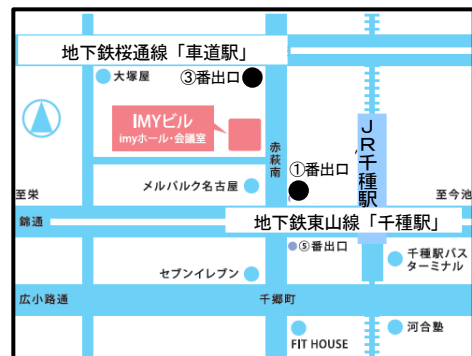 地下鉄桜通線「車道駅」
大塚屋
③番出口
IMYビル
imyホール・会議室
赤萩南
JR千種駅
①番出口
メルパルク名古屋
至栄
至今池
錦通
地下鉄東山線「千種駅」
⑤番出口
千種駅バス
ターミナル
セブンイレブン
広小路通
千郷町
FIT HOUSE
河合塾